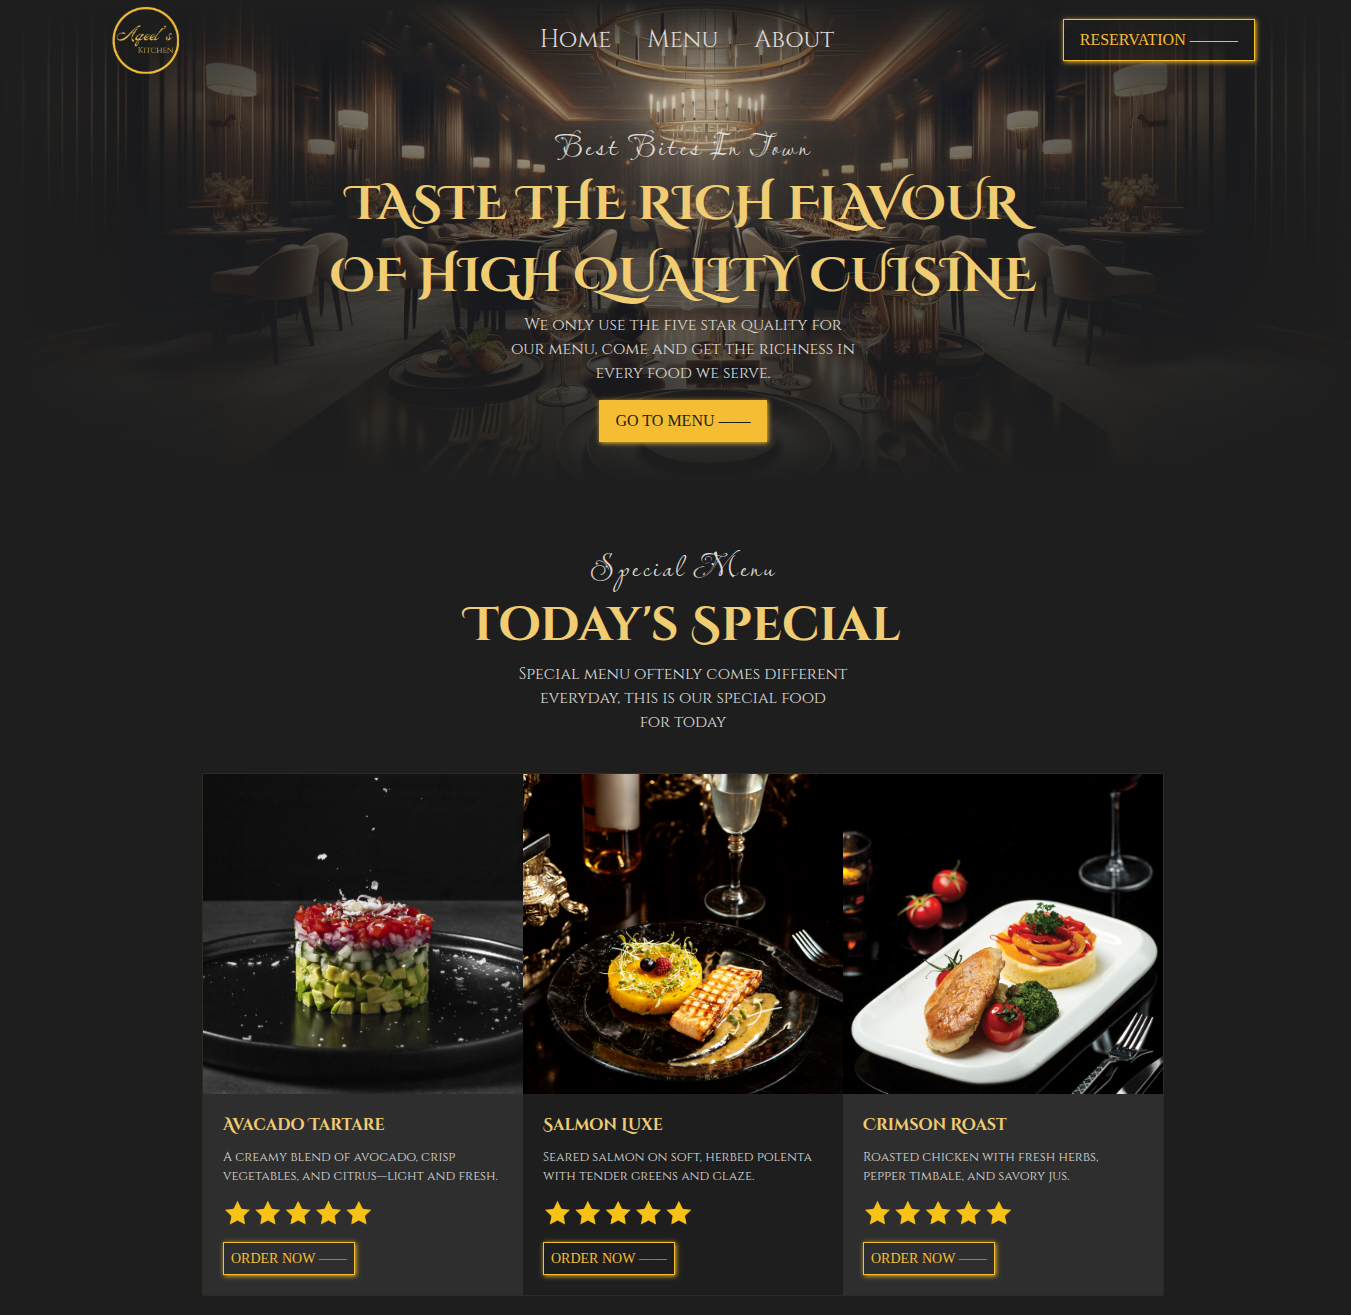 Aqeel's
Kitchen
Home Menu About
RESERVATION ———
Best Bites In Town
TASTE THE RICH FLAVOUR
OF HIGH QUALITY CUISINE
We only use the five star quality for
our menu, come and get the richness in
every food we serve.
GO TO MENU ——
Special Menu
Today's Special
Special menu oftenly comes different
everyday, this is our special food
for today
Avacado Tartare
A creamy blend of avocado, crisp
vegetables, and citrus—light and fresh.
ORDER NOW ——
Salmon Luxe
Seared salmon on soft, herbed polenta
with tender greens and glaze.
ORDER NOW ——
Crimson Roast
Roasted chicken with fresh herbs,
pepper timbale, and savory jus.
ORDER NOW ——